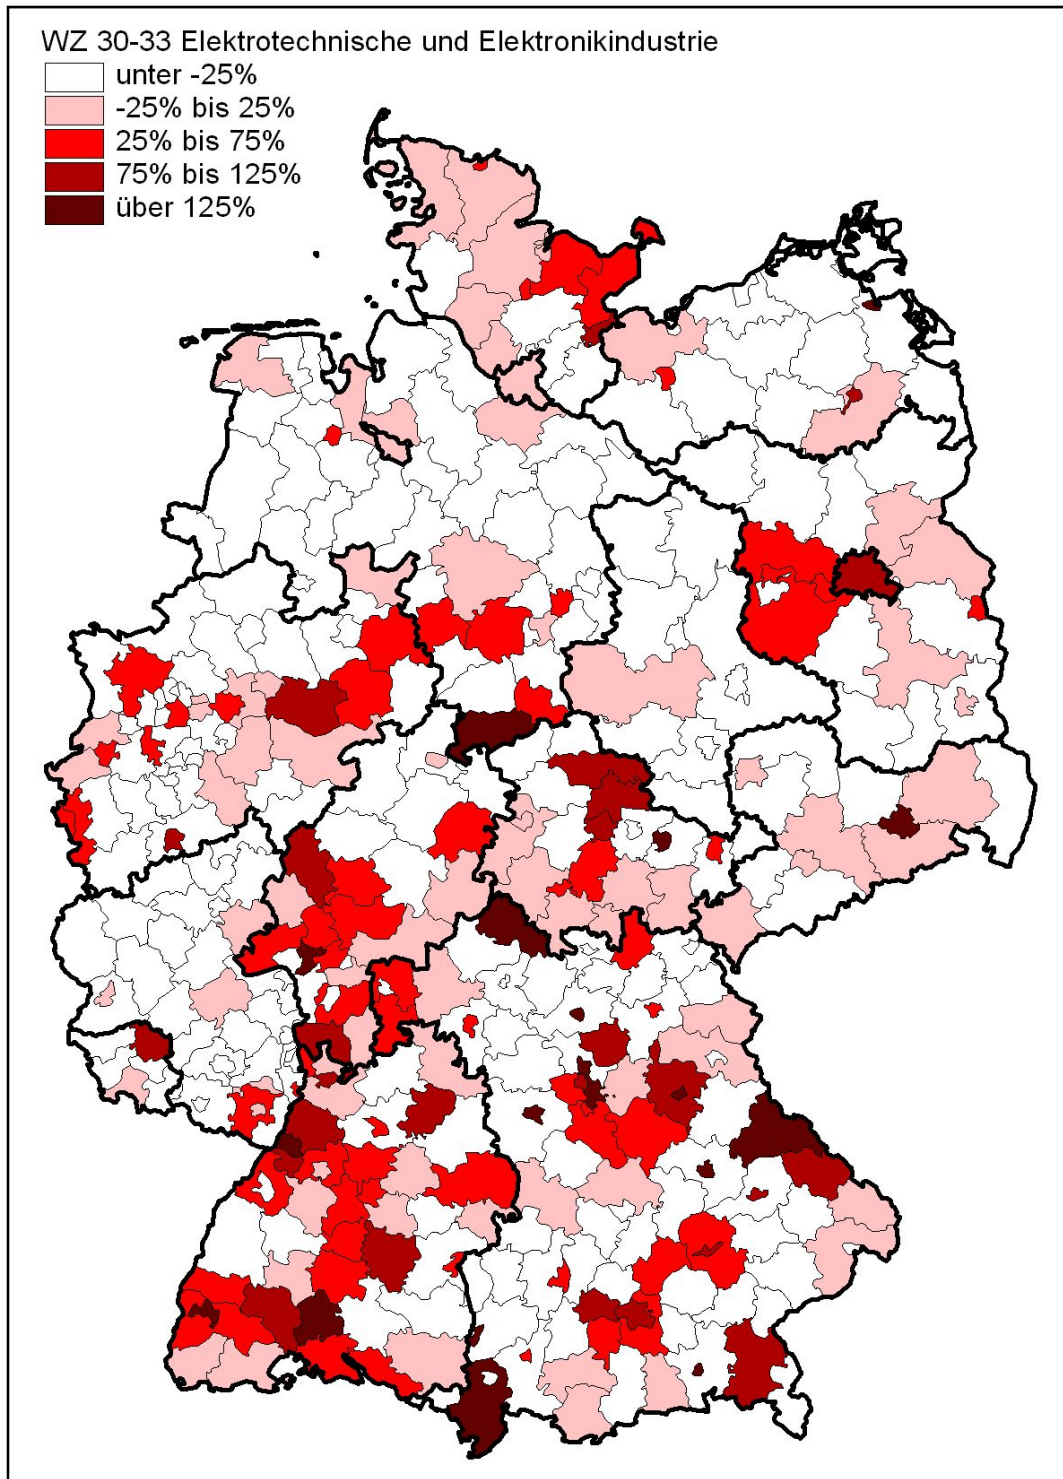 WZ 30-33 Elektrotechnische und Elektronikindustrie
unter -25%
-25% bis 25%
25% bis 75%
75% bis 125%
über 125%